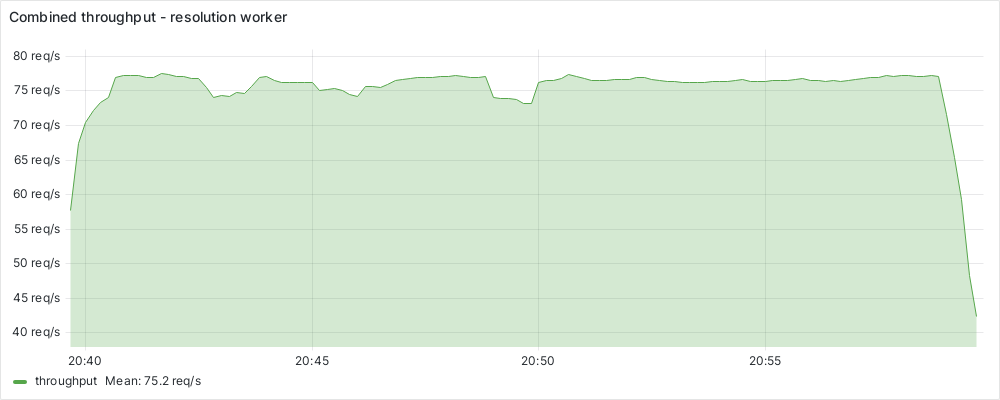 Combined throughput - resolution worker
80 req/s
75 req/s
70 req/s
65 req/s
60 req/s
55 req/s
50 req/s
45 req/s
40 req/s
20:40 20:45 20:50 20:55
throughput Mean: 75.2 req/s